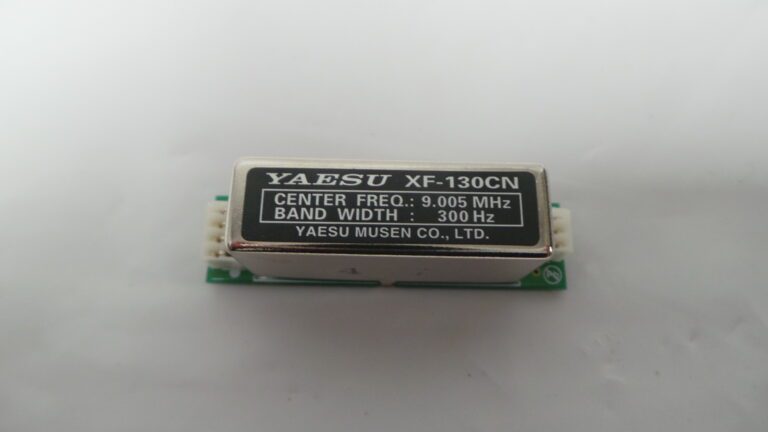 YAESU XF-130CN
CENTER FREQ.: 9.005 MHz
BAND WIDTH : 300 Hz
YAESU MUSEN CO., LTD.